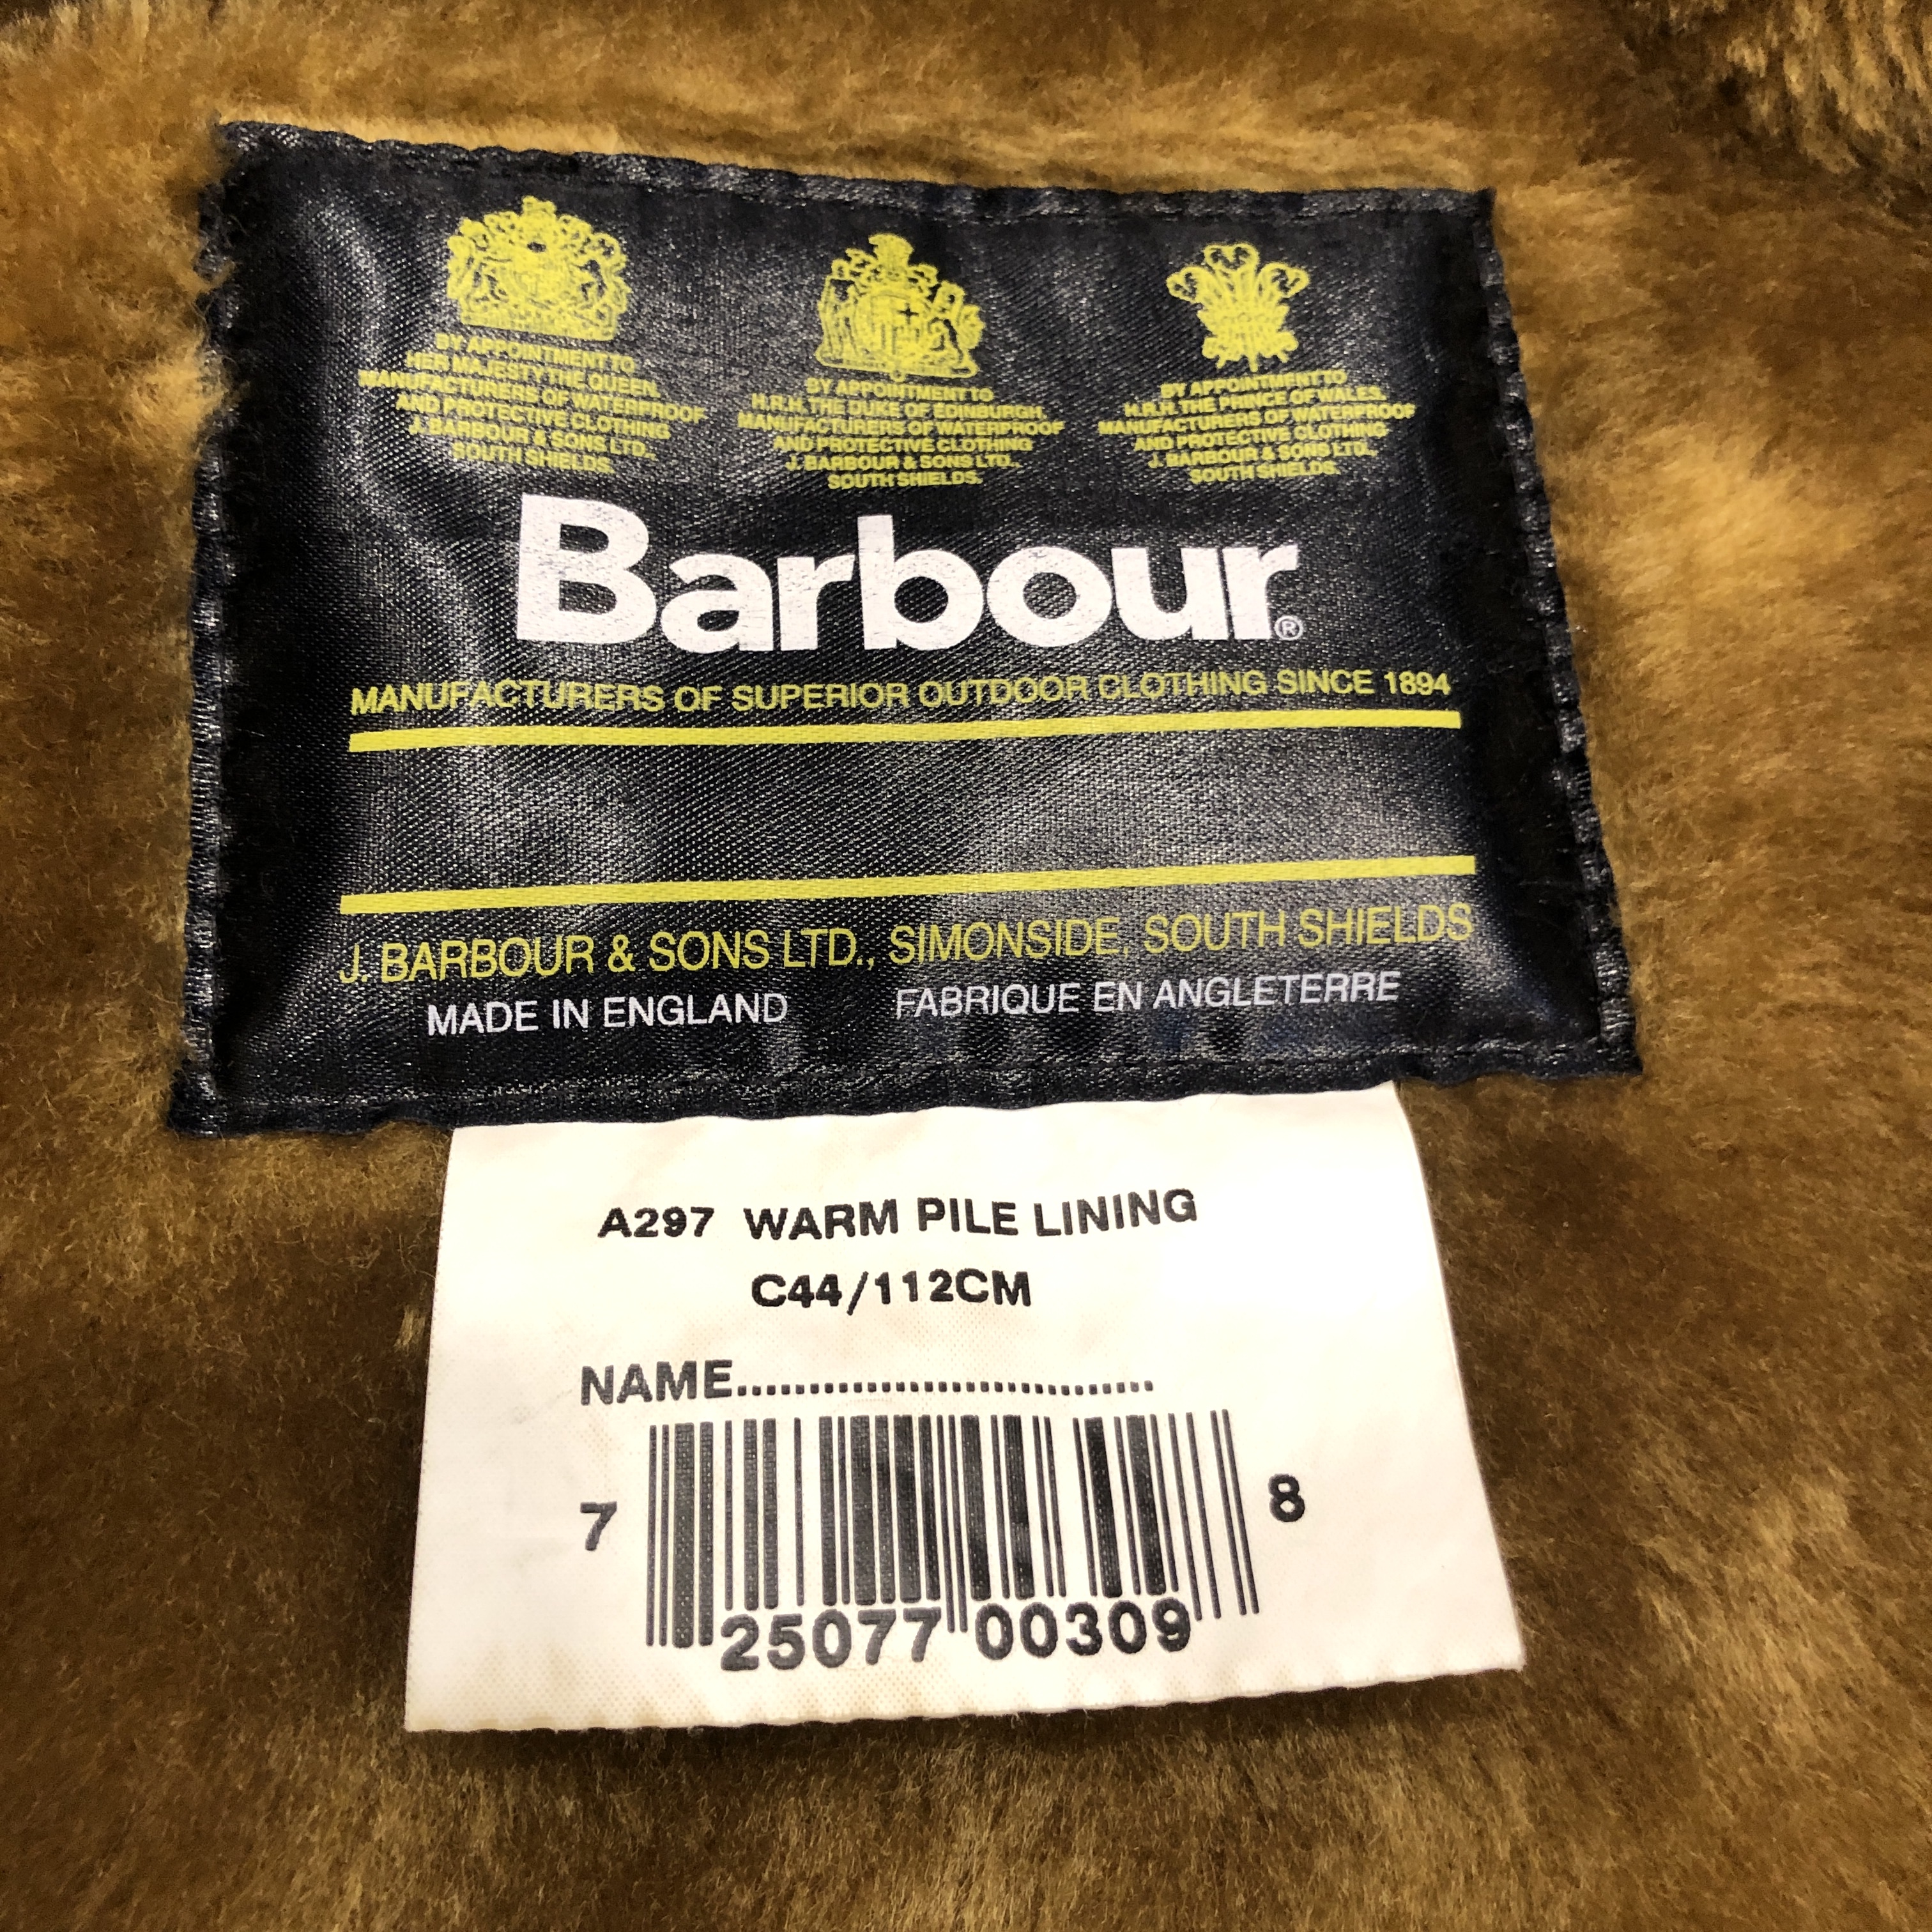 BY APPOINTMENT TO
HER MAJESTY THE QUEEN,
MANUFACTURERS OF WATERPROOF
AND PROTECTIVE CLOTHING
J. BARBOUR & SONS LTD.,
SOUTH SHIELDS.
BY APPOINTMENT TO
H.R.H. THE DUKE OF EDINBURGH,
MANUFACTURERS OF WATERPROOF
AND PROTECTIVE CLOTHING
J. BARBOUR & SONS LTD.,
SOUTH SHIELDS.
BY APPOINTMENT TO
H.R.H. THE PRINCE OF WALES,
MANUFACTURERS OF WATERPROOF
AND PROTECTIVE CLOTHING
J. BARBOUR & SONS LTD.,
SOUTH SHIELDS.
Barbour®
MANUFACTURERS OF SUPERIOR OUTDOOR CLOTHING SINCE 1894
J. BARBOUR & SONS LTD., SIMONSIDE, SOUTH SHIELDS
MADE IN ENGLAND FABRIQUE EN ANGLETERRE
A297 WARM PILE LINING
C44/112CM
NAME.............................
7 25077 00309 8